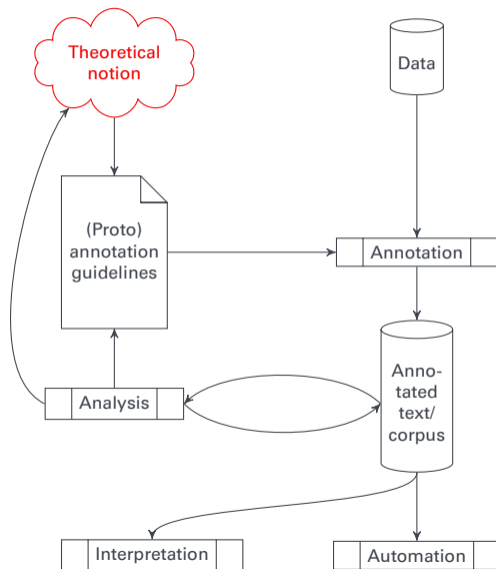 Theoretical
notion
Data
(Proto)
annotation
guidelines
Annotation
Anno-
tated
text/
corpus
Analysis
Interpretation
Automation